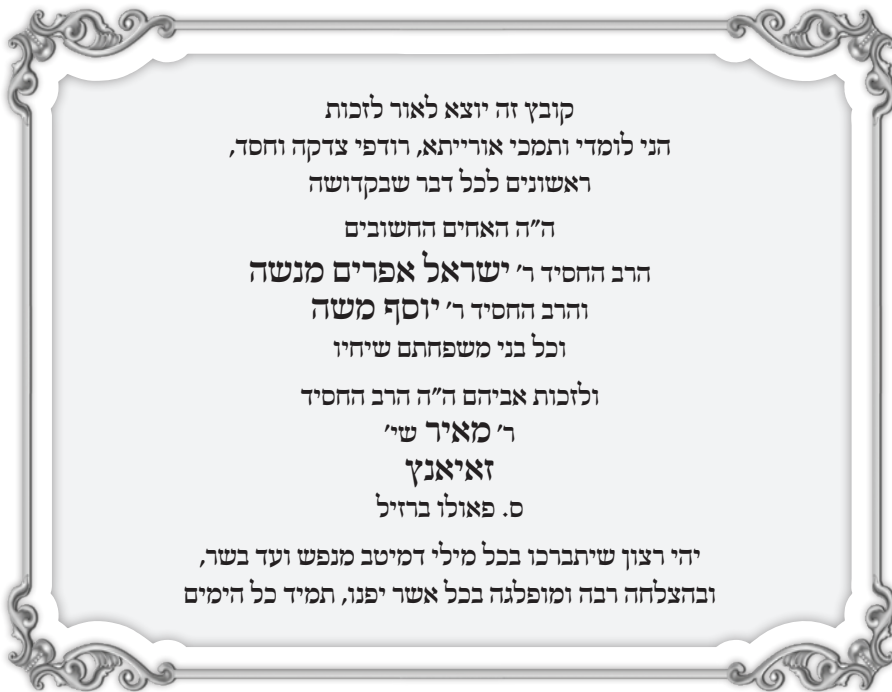 קובץ זה יוצא לאור לזכות
הני לומדי ותמכי אורייתא, רודפי צדקה וחסד,
ראשונים לכל דבר שבקדושה
ה״ה האחים החשובים
הרב החסיד ר׳ ישראל אפרים מנשה
והרב החסיד ר׳ יוסף משה
וכל בני משפחתם שיחיו
ולזכות אביהם ה״ה הרב החסיד
ר׳ מאיר שי׳
זאיאנץ
ס. פאולו ברזיל
יהי רצון שיתברכו בכל מילי דמיטב מנפש ועד בשר,
ובהצלחה רבה ומופלגה בכל אשר יפנו, תמיד כל הימים